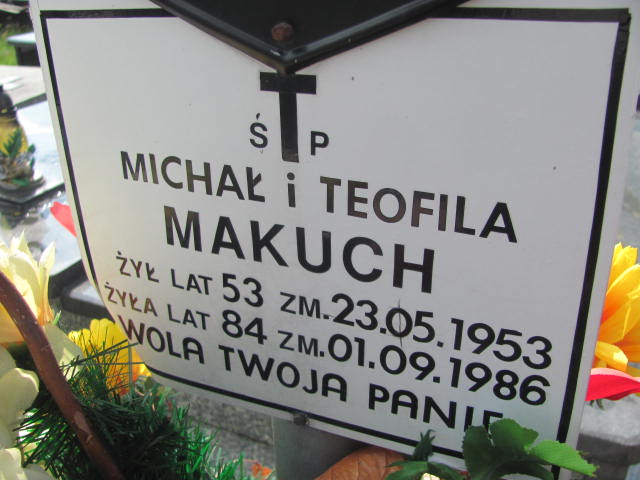 Ś P
MICHAŁ i TEOFILA
MAKUCH
ŻYŁ LAT 53 ZM. 23.05.1953
ŻYŁA LAT 84 ZM. 01.09.1986
WOLA TWOJA PANIE